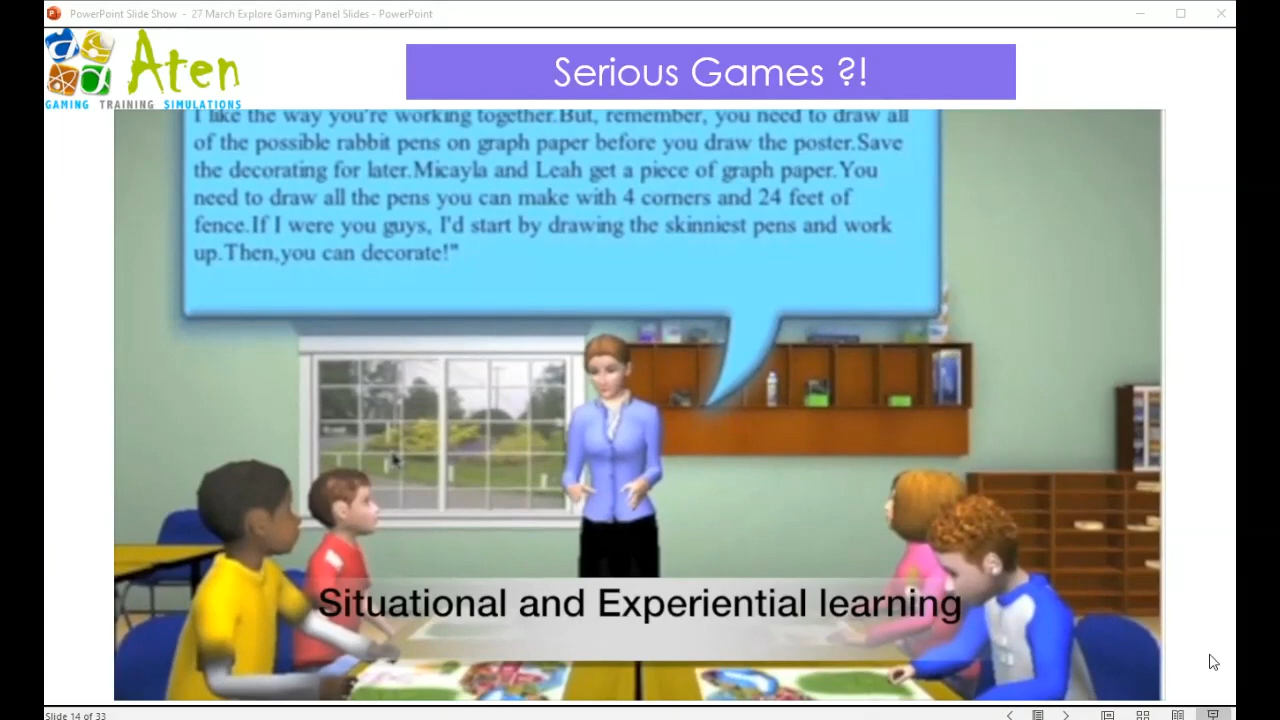 PowerPoint Slide Show - 27 March Explore Gaming Panel Slides - PowerPoint
Aten
GAMING TRAINING SIMULATIONS
Serious Games ?!
I like the way you're working together.But, remember, you need to draw all
of the possible rabbit pens on graph paper before you draw the poster.Save
the decorating for later.Micayla and Leah get a piece of graph paper.You
need to draw all the pens you can make with 4 corners and 24 feet of
fence.If I were you guys, I'd start by drawing the skinniest pens and work
up.Then,you can decorate!"
Situational and Experiential learning
Slide 14 of 33